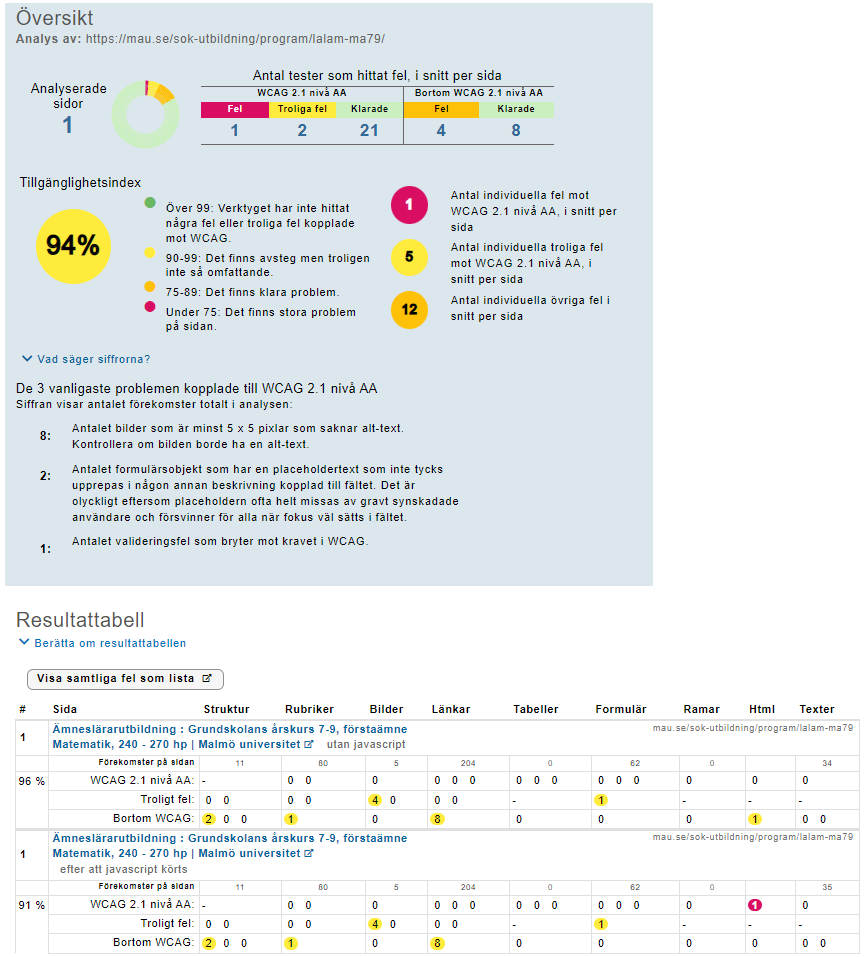 Översikt
Analys av: https://mau.se/sok-utbildning/program/lalam-ma79/
Analyserade
sidor
1
Antal tester som hittat fel, i snitt per sida
WCAG 2.1 nivå AA Bortom WCAG 2.1 nivå AA
Fel Troliga fel Klarade Fel Klarade
1 2 21 4 8
Tillgänglighetsindex
94%
Över 99: Verktyget har inte hittat
några fel eller troliga fel kopplade
mot WCAG.
90-99: Det finns avsteg men troligen
inte så omfattande.
75-89: Det finns klara problem.
Under 75: Det finns stora problem
på sidan.
1
Antal individuella fel mot
WCAG 2.1 nivå AA, i snitt per
sida
5
Antal individuella troliga fel
mot WCAG 2.1 nivå AA, i
snitt per sida
12
Antal individuella övriga fel i
snitt per sida
Vad säger siffrorna?
De 3 vanligaste problemen kopplade till WCAG 2.1 nivå AA
Siffran visar antalet förekomster totalt i analysen:
8: Antalet bilder som är minst 5 x 5 pixlar som saknar alt-text.
Kontrollera om bilden borde ha en alt-text.
2: Antalet formulärsobjekt som har en placeholdertext som inte tycks
upprepas i någon annan beskrivning kopplad till fältet. Det är
olyckligt eftersom placeholdern ofta helt missas av gravt synskadade
användare och försvinner för alla när fokus väl sätts i fältet.
1: Antalet valideringsfel som bryter mot kravet i WCAG.
Resultattabell
Berätta om resultattabellen
Visa samtliga fel som lista
# Sida Struktur Rubriker Bilder Länkar Tabeller Formulär Ramar Html Texter
1 Ämneslärarutbildning : Grundskolans årskurs 7-9, förstaämne mau.se/sok-utbildning/program/lalam-ma79
Matematik, 240 - 270 hp | Malmö universitet utan javascript
Förekomster på sidan 11 80 5 204 0 62 0 34
96 % WCAG 2.1 nivå AA: - 0 0 0 0 0 0 0 0 0 0 0 0 0 0 0
Troligt fel: 0 0 0 0 4 0 0 0 - 1 - - -
Bortom WCAG: 2 0 0 1 0 8 0 0 0 1 0 0
1 Ämneslärarutbildning : Grundskolans årskurs 7-9, förstaämne mau.se/sok-utbildning/program/lalam-ma79
Matematik, 240 - 270 hp | Malmö universitet
efter att javascript körts
Förekomster på sidan 11 80 5 204 0 62 0 35
91 % WCAG 2.1 nivå AA: - 0 0 0 0 0 0 0 0 0 0 0 0 0 1 0
Troligt fel: 0 0 0 0 4 0 0 0 - 1 - - -
Bortom WCAG: 2 0 0 1 0 8 0 0 0 0 0 0